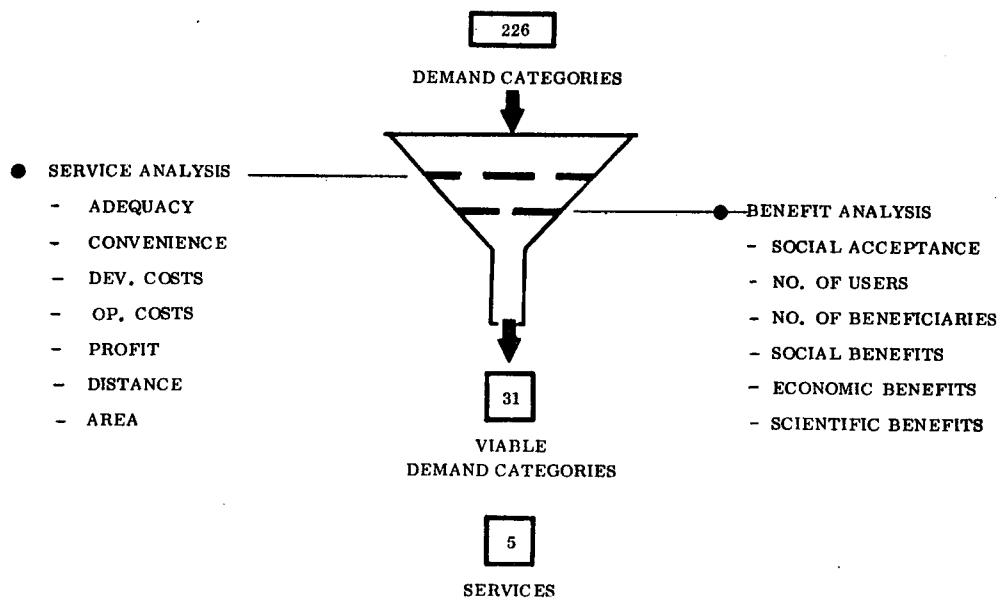 226
DEMAND CATEGORIES
● SERVICE ANALYSIS
- ADEQUACY
- CONVENIENCE
- DEV. COSTS
- OP. COSTS
- PROFIT
- DISTANCE
- AREA
● BENEFIT ANALYSIS
- SOCIAL ACCEPTANCE
- NO. OF USERS
- NO. OF BENEFICIARIES
- SOCIAL BENEFITS
- ECONOMIC BENEFITS
- SCIENTIFIC BENEFITS
31
VIABLE
DEMAND CATEGORIES
5
SERVICES